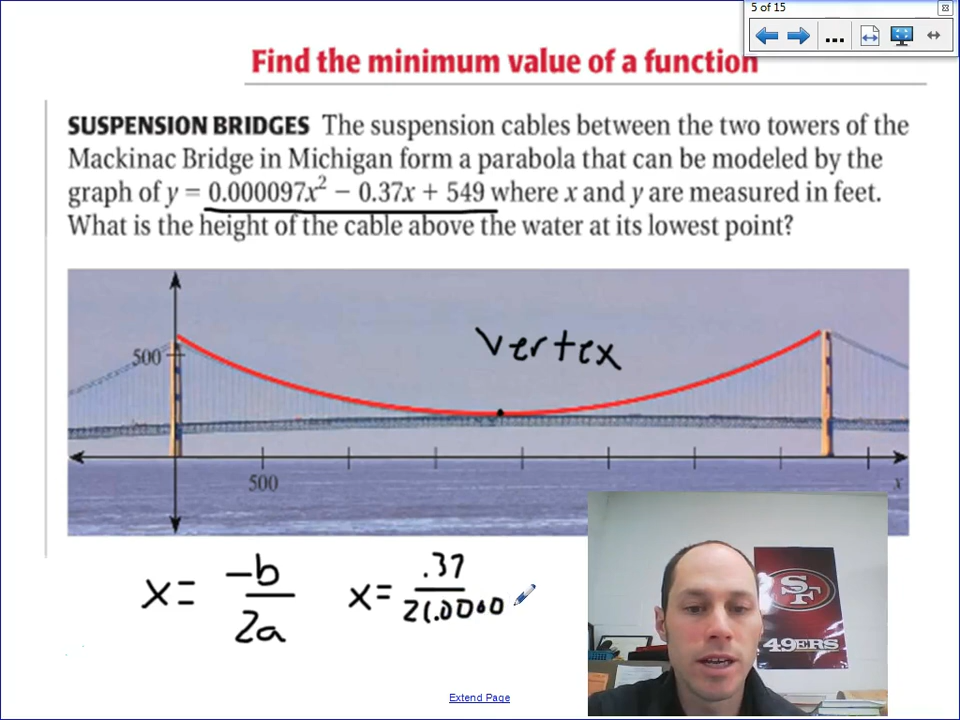 5 of 15
...
Find the minimum value of a function
SUSPENSION BRIDGES The suspension cables between the two towers of the
Mackinac Bridge in Michigan form a parabola that can be modeled by the
graph of y = 0.000097x² − 0.37x + 549 where x and y are measured in feet.
What is the height of the cable above the water at its lowest point?
vertex
500
500
x
x = -b / 2a x = .37 / 2(.0000
SF
49ERS
Extend Page